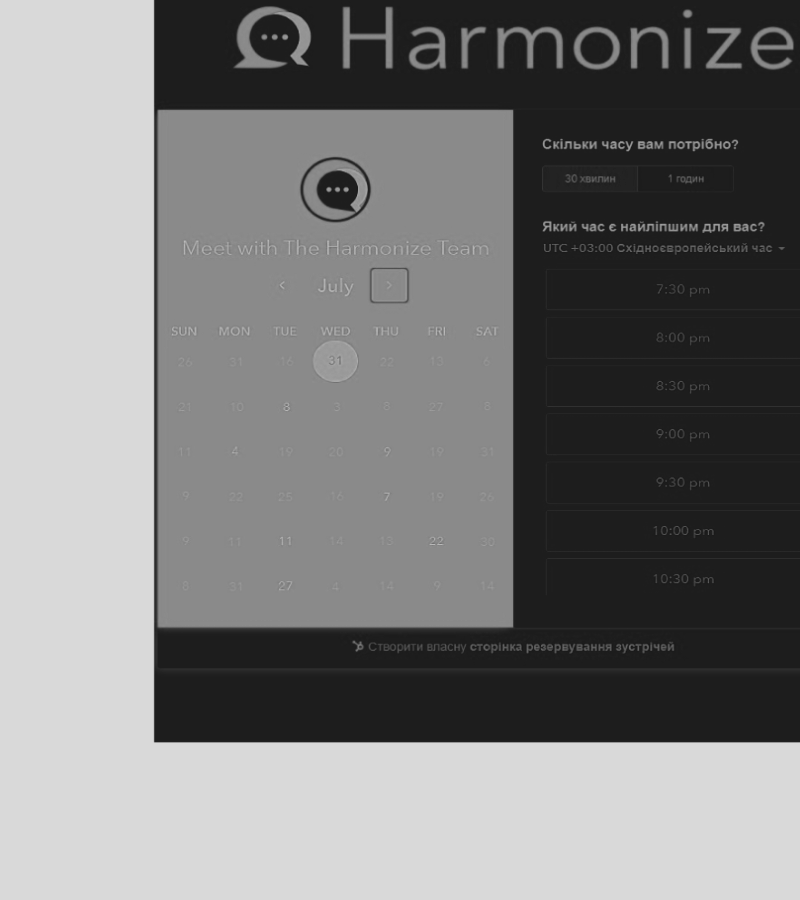 Harmonize
Meet with The Harmonize Team
July
SUN MON TUE WED THU FRI SAT
26 31 16 31 22 13 6
21 10 8 3 8 27 8
11 4 19 20 9 19 31
9 22 25 16 7 19 26
9 11 11 14 13 22 30
8 31 27 4 14 9 14
Скільки часу вам потрібно?
30 хвилин 1 годин
Який час є найліпшим для вас?
UTC +03:00 Східноєвропейський час
7:30 pm
8:00 pm
8:30 pm
9:00 pm
9:30 pm
10:00 pm
10:30 pm
Створити власну сторінка резервування зустрічей